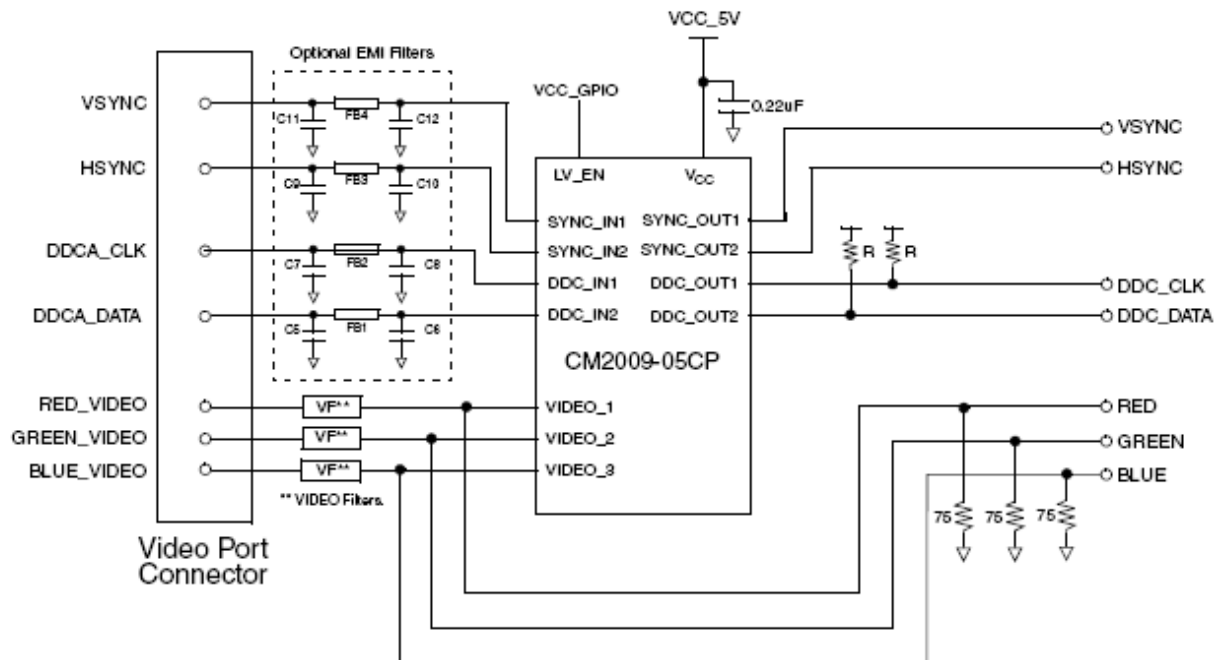 VCC_5V
Optional EMI Filters
VCC_GPIO
0.22uF
VSYNC
C11
FB4
C12
VSYNC
HSYNC
C9
FB3
C10
HSYNC
LV_EN
VCC
SYNC_IN1
SYNC_OUT1
SYNC_IN2
SYNC_OUT2
R
R
DDCA_CLK
C7
FB2
C8
DDC_IN1
DDC_OUT1
DDC_CLK
DDCA_DATA
C5
FB1
C6
DDC_IN2
DDC_OUT2
DDC_DATA
CM2009-05CP
RED_VIDEO
VF**
VIDEO_1
RED
GREEN_VIDEO
VF**
VIDEO_2
GREEN
BLUE_VIDEO
VF**
VIDEO_3
BLUE
** VIDEO Filters.
75
75
75
Video Port
Connector